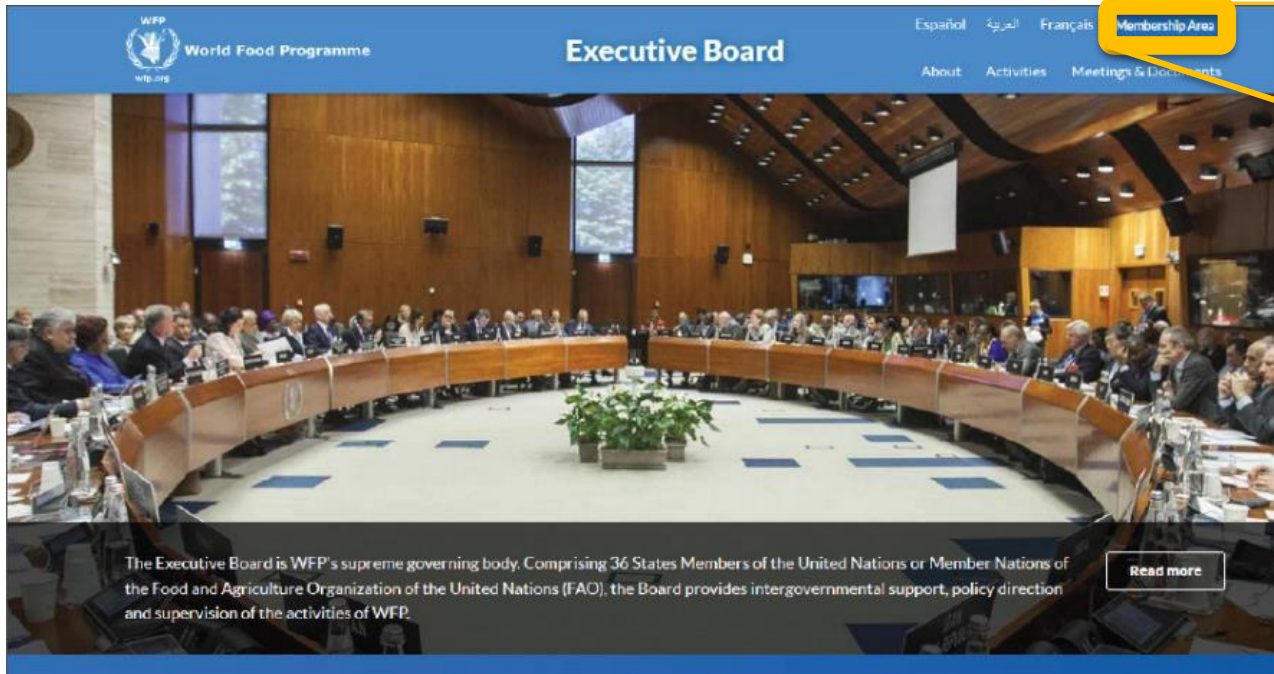 WFP
World Food Programme
wfp.org
Executive Board
Español العربية Français Membership Area
About Activities Meetings & Documents
The Executive Board is WFP's supreme governing body. Comprising 36 States Members of the United Nations or Member Nations of
the Food and Agriculture Organization of the United Nations (FAO), the Board provides intergovernmental support, policy direction
and supervision of the activities of WFP.
Read more